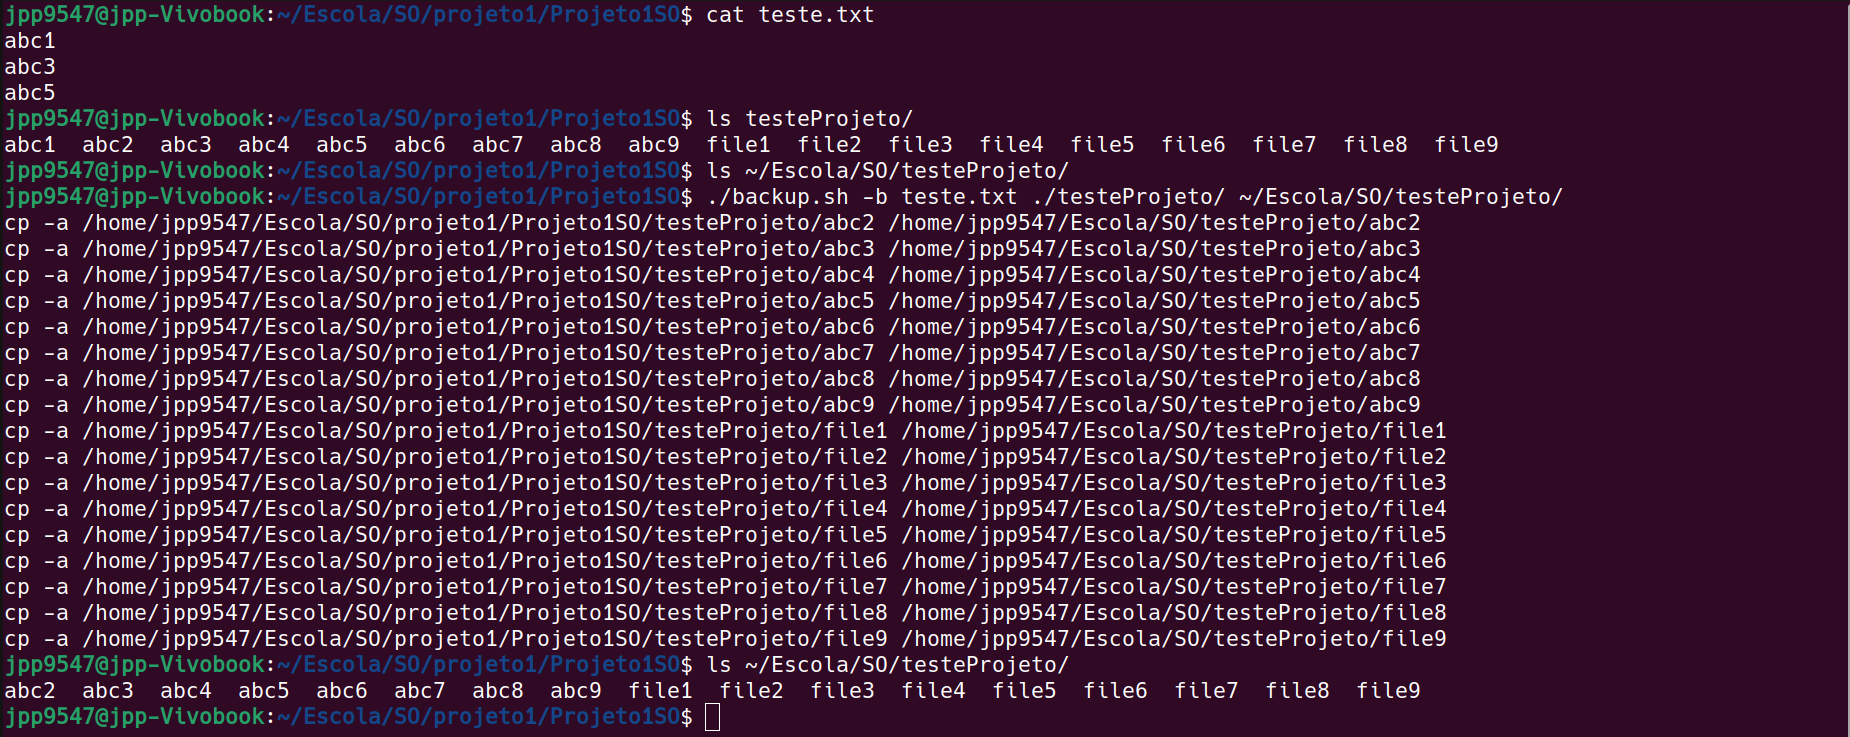 jpp9547@jpp-Vivobook:~/Escola/SO/projeto1/Projeto1SO$ cat teste.txt
abc1
abc3
abc5
jpp9547@jpp-Vivobook:~/Escola/SO/projeto1/Projeto1SO$ ls testeProjeto/
abc1  abc2  abc3  abc4  abc5  abc6  abc7  abc8  abc9  file1  file2  file3  file4  file5  file6  file7  file8  file9
jpp9547@jpp-Vivobook:~/Escola/SO/projeto1/Projeto1SO$ ls ~/Escola/SO/testeProjeto/
jpp9547@jpp-Vivobook:~/Escola/SO/projeto1/Projeto1SO$ ./backup.sh -b teste.txt ./testeProjeto/ ~/Escola/SO/testeProjeto/
cp -a /home/jpp9547/Escola/SO/projeto1/Projeto1SO/testeProjeto/abc2 /home/jpp9547/Escola/SO/testeProjeto/abc2
cp -a /home/jpp9547/Escola/SO/projeto1/Projeto1SO/testeProjeto/abc3 /home/jpp9547/Escola/SO/testeProjeto/abc3
cp -a /home/jpp9547/Escola/SO/projeto1/Projeto1SO/testeProjeto/abc4 /home/jpp9547/Escola/SO/testeProjeto/abc4
cp -a /home/jpp9547/Escola/SO/projeto1/Projeto1SO/testeProjeto/abc5 /home/jpp9547/Escola/SO/testeProjeto/abc5
cp -a /home/jpp9547/Escola/SO/projeto1/Projeto1SO/testeProjeto/abc6 /home/jpp9547/Escola/SO/testeProjeto/abc6
cp -a /home/jpp9547/Escola/SO/projeto1/Projeto1SO/testeProjeto/abc7 /home/jpp9547/Escola/SO/testeProjeto/abc7
cp -a /home/jpp9547/Escola/SO/projeto1/Projeto1SO/testeProjeto/abc8 /home/jpp9547/Escola/SO/testeProjeto/abc8
cp -a /home/jpp9547/Escola/SO/projeto1/Projeto1SO/testeProjeto/abc9 /home/jpp9547/Escola/SO/testeProjeto/abc9
cp -a /home/jpp9547/Escola/SO/projeto1/Projeto1SO/testeProjeto/file1 /home/jpp9547/Escola/SO/testeProjeto/file1
cp -a /home/jpp9547/Escola/SO/projeto1/Projeto1SO/testeProjeto/file2 /home/jpp9547/Escola/SO/testeProjeto/file2
cp -a /home/jpp9547/Escola/SO/projeto1/Projeto1SO/testeProjeto/file3 /home/jpp9547/Escola/SO/testeProjeto/file3
cp -a /home/jpp9547/Escola/SO/projeto1/Projeto1SO/testeProjeto/file4 /home/jpp9547/Escola/SO/testeProjeto/file4
cp -a /home/jpp9547/Escola/SO/projeto1/Projeto1SO/testeProjeto/file5 /home/jpp9547/Escola/SO/testeProjeto/file5
cp -a /home/jpp9547/Escola/SO/projeto1/Projeto1SO/testeProjeto/file6 /home/jpp9547/Escola/SO/testeProjeto/file6
cp -a /home/jpp9547/Escola/SO/projeto1/Projeto1SO/testeProjeto/file7 /home/jpp9547/Escola/SO/testeProjeto/file7
cp -a /home/jpp9547/Escola/SO/projeto1/Projeto1SO/testeProjeto/file8 /home/jpp9547/Escola/SO/testeProjeto/file8
cp -a /home/jpp9547/Escola/SO/projeto1/Projeto1SO/testeProjeto/file9 /home/jpp9547/Escola/SO/testeProjeto/file9
jpp9547@jpp-Vivobook:~/Escola/SO/projeto1/Projeto1SO$ ls ~/Escola/SO/testeProjeto/
abc2  abc3  abc4  abc5  abc6  abc7  abc8  abc9  file1  file2  file3  file4  file5  file6  file7  file8  file9
jpp9547@jpp-Vivobook:~/Escola/SO/projeto1/Projeto1SO$